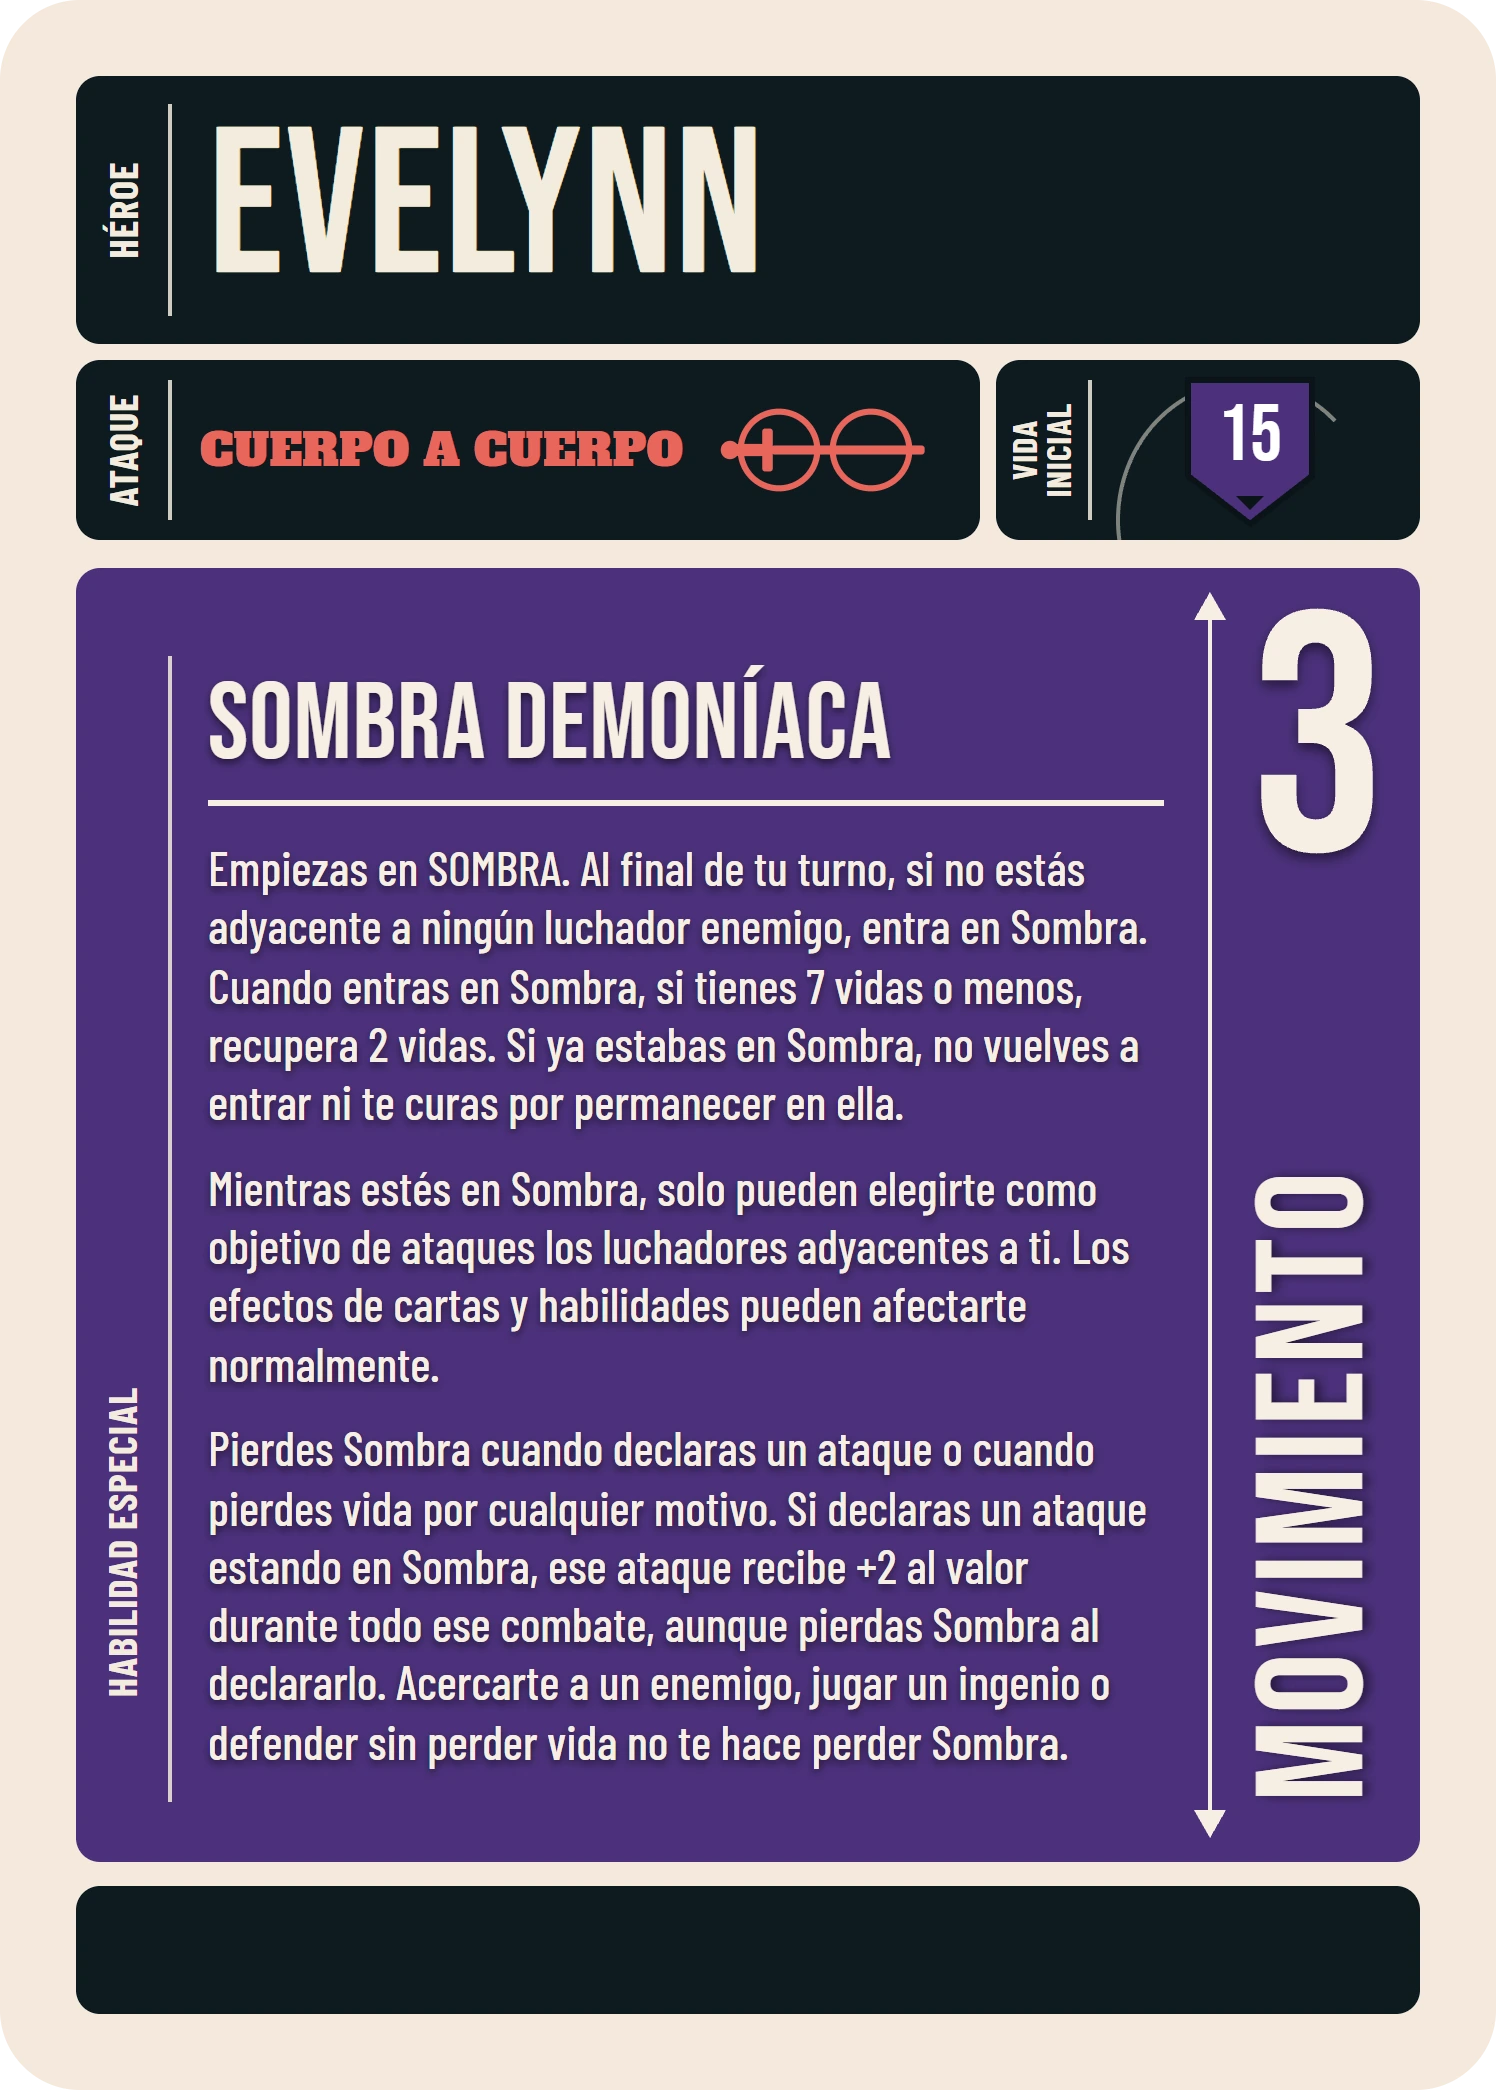 HÉROE
EVELYNN
ATAQUE
CUERPO A CUERPO
VIDA
INICIAL
15
HABILIDAD ESPECIAL
SOMBRA DEMONÍACA
Empiezas en SOMBRA. Al final de tu turno, si no estás
adyacente a ningún luchador enemigo, entra en Sombra.
Cuando entras en Sombra, si tienes 7 vidas o menos,
recupera 2 vidas. Si ya estabas en Sombra, no vuelves a
entrar ni te curas por permanecer en ella.
Mientras estés en Sombra, solo pueden elegirte como
objetivo de ataques los luchadores adyacentes a ti. Los
efectos de cartas y habilidades pueden afectarte
normalmente.
Pierdes Sombra cuando declaras un ataque o cuando
pierdes vida por cualquier motivo. Si declaras un ataque
estando en Sombra, ese ataque recibe +2 al valor
durante todo ese combate, aunque pierdas Sombra al
declararlo. Acercarte a un enemigo, jugar un ingenio o
defender sin perder vida no te hace perder Sombra.
3
MOVIMIENTO